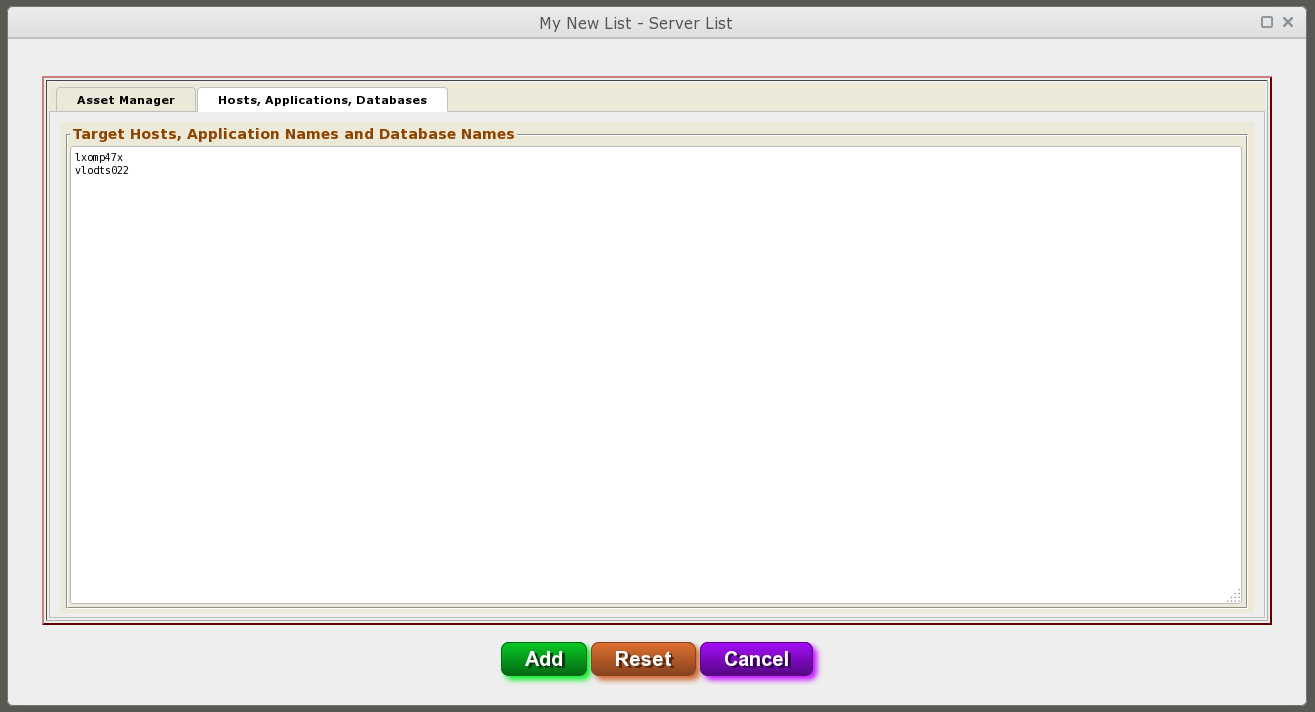 My New List - Server List
Asset Manager
Hosts, Applications, Databases
Target Hosts, Application Names and Database Names
lxomp47x
vlodts022
Add
Reset
Cancel